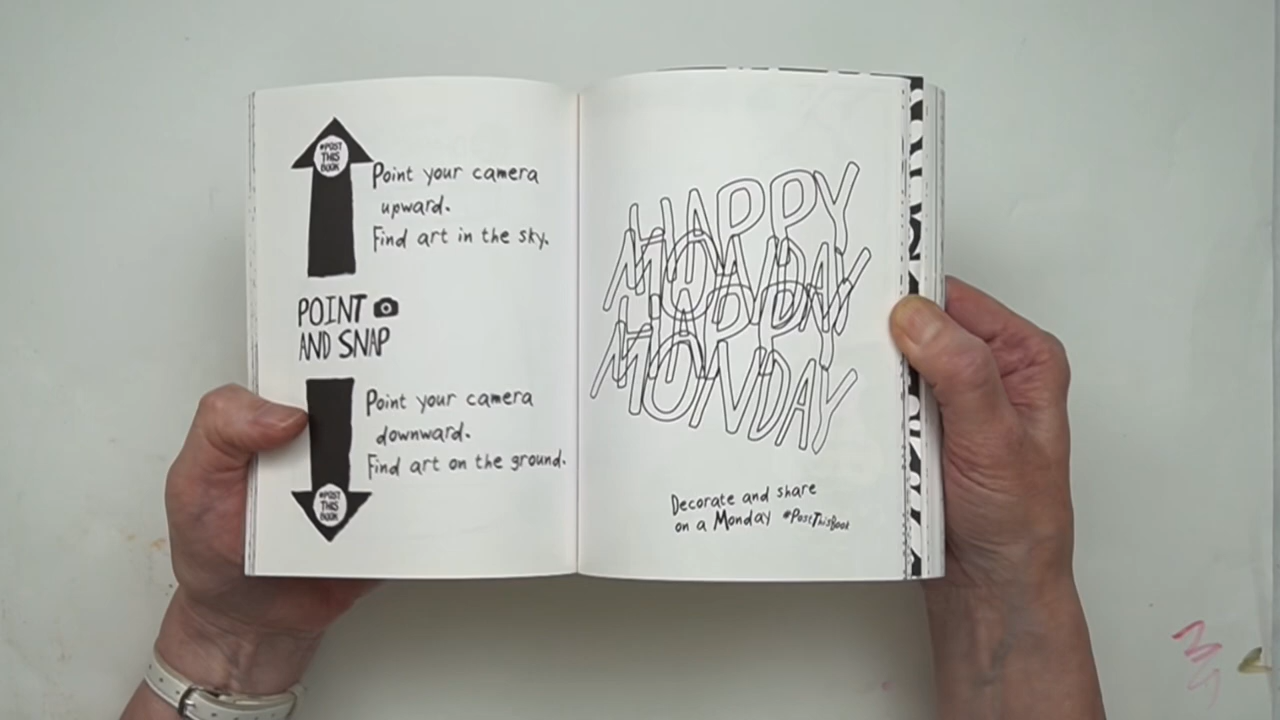 #POST
THIS
BOOK
Point your camera
upward.
Find art in the sky.
POINT
AND SNAP
Point your camera
downward.
Find art on the ground.
#POST
THIS
BOOK
HAPPY
MONDAY
HAPPY
MONDAY
Decorate and share
on a Monday #PostThisBook